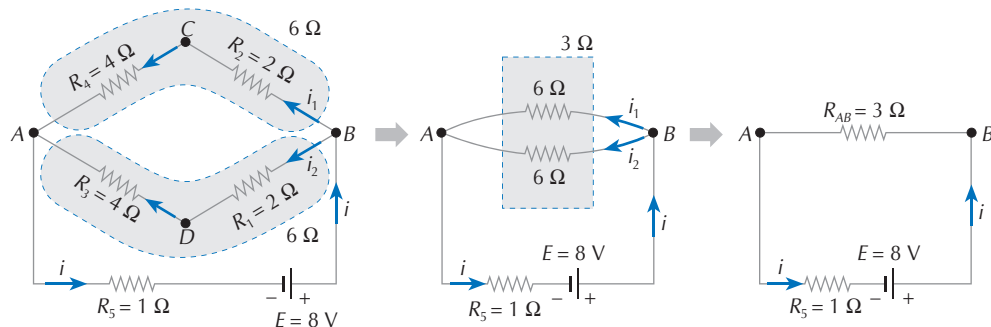 C
6 Ω
R₄ = 4 Ω
R₂ = 2 Ω
i₁
A
B
i₂
R₃ = 4 Ω
R₁ = 2 Ω
D
6 Ω
i
i
R₅ = 1 Ω
− +
E = 8 V
3 Ω
6 Ω
i₁
A
B
i₂
6 Ω
i
E = 8 V
i
R₅ = 1 Ω
− +
R_AB = 3 Ω
A
B
i
E = 8 V
i
R₅ = 1 Ω
− +